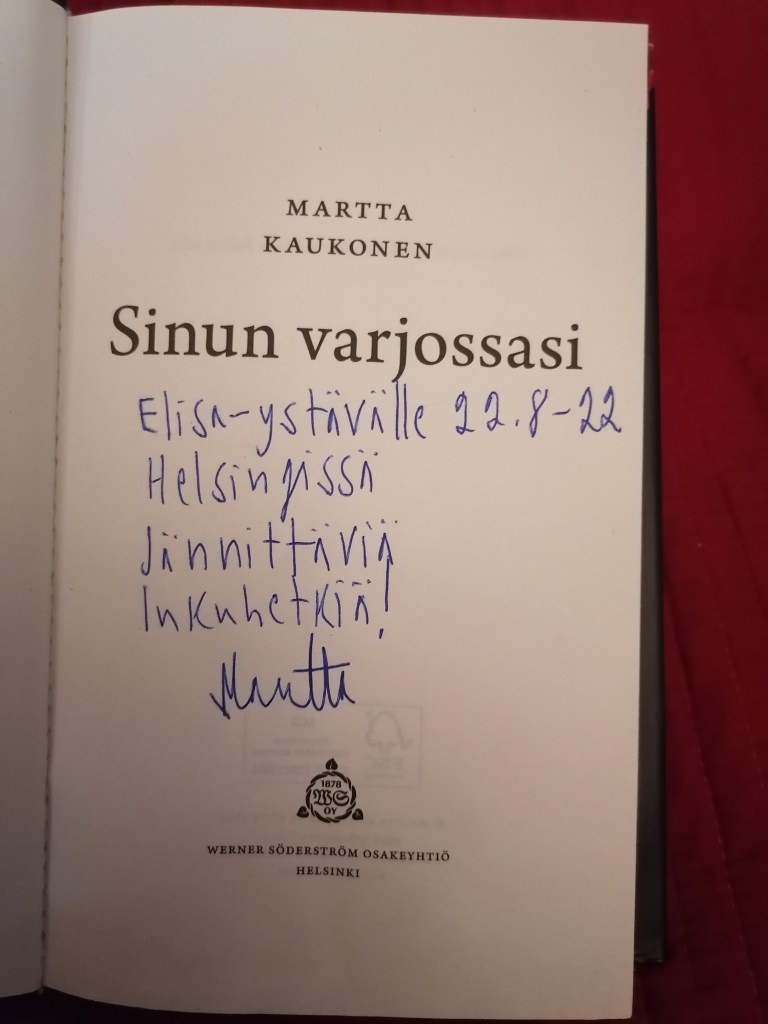 MARTTA
KAUKONEN
Sinun varjossasi
Elisa-ystävälle 22.8-22
Helsingissä
Jännittäviä
lukuhetkiä!
Martta
1878
WS
OY
WERNER SÖDERSTRÖM OSAKEYHTIÖ
HELSINKI